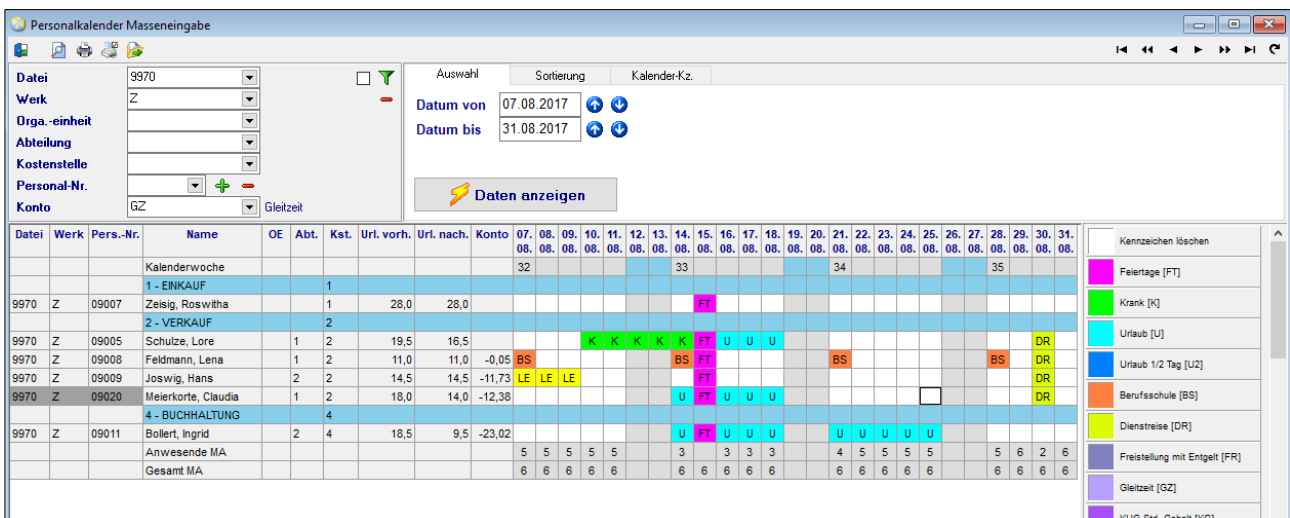 Personalkalender Masseneingabe
Datei 9970
Werk Z
Orga.-einheit
Abteilung
Kostenstelle
Personal-Nr.
Konto GZ Gleitzeit
Auswahl Sortierung Kalender-Kz.
Datum von 07.08.2017
Datum bis 31.08.2017
Daten anzeigen
Datei Werk Pers.-Nr. Name OE Abt. Kst. Url. vorh. Url. nach. Konto 07. 08. 09. 10. 11. 12. 13. 14. 15. 16. 17. 18. 19. 20. 21. 22. 23. 24. 25. 26. 27. 28. 29. 30. 31.
08. 08. 08. 08. 08. 08. 08. 08. 08. 08. 08. 08. 08. 08. 08. 08. 08. 08. 08. 08. 08. 08. 08. 08. 08.
Kalenderwoche 32 33 34 35
1 - EINKAUF 1
9970 Z 09007 Zeisig, Roswitha 1 28,0 28,0 FT
2 - VERKAUF 2
9970 Z 09005 Schulze, Lore 1 2 19,5 16,5 K K K K K FT U U U DR
9970 Z 09008 Feldmann, Lena 1 2 11,0 11,0 -0,05 BS BS FT BS BS DR
9970 Z 09009 Joswig, Hans 2 2 14,5 14,5 -11,73 LE LE LE FT DR
9970 Z 09020 Meierkorte, Claudia 1 2 18,0 14,0 -12,38 U FT U U U DR
4 - BUCHHALTUNG 4
9970 Z 09011 Bollert, Ingrid 2 4 18,5 9,5 -23,02 U FT U U U U U U U U
Anwesende MA 5 5 5 5 5 3 3 3 3 4 5 5 5 5 5 6 2 6
Gesamt MA 6 6 6 6 6 6 6 6 6 6 6 6 6 6 6 6 6 6 6
Kennzeichen löschen
Feiertage [FT]
Krank [K]
Urlaub [U]
Urlaub 1/2 Tag [U2]
Berufsschule [BS]
Dienstreise [DR]
Freistellung mit Entgelt [FR]
Gleitzeit [GZ]